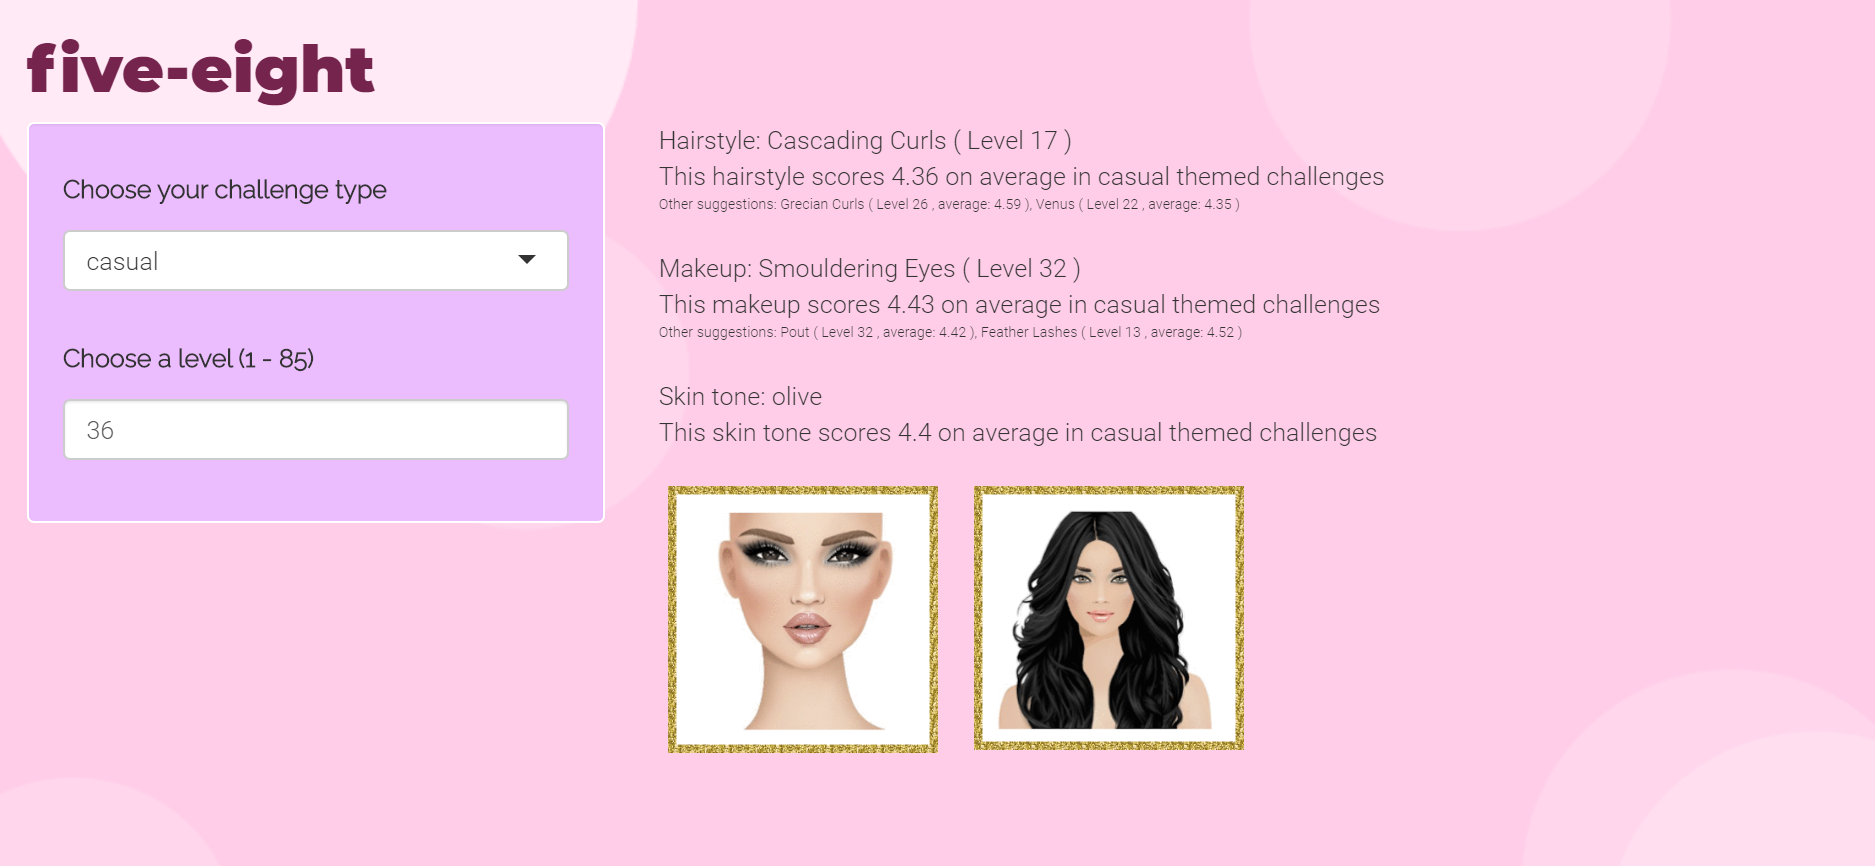 five-eight
Choose your challenge type
casual
Choose a level (1 - 85)
36
Hairstyle: Cascading Curls ( Level 17 )
This hairstyle scores 4.36 on average in casual themed challenges
Other suggestions: Grecian Curls ( Level 26 , average: 4.59 ), Venus ( Level 22 , average: 4.35 )
Makeup: Smouldering Eyes ( Level 32 )
This makeup scores 4.43 on average in casual themed challenges
Other suggestions: Pout ( Level 32 , average: 4.42 ), Feather Lashes ( Level 13 , average: 4.52 )
Skin tone: olive
This skin tone scores 4.4 on average in casual themed challenges